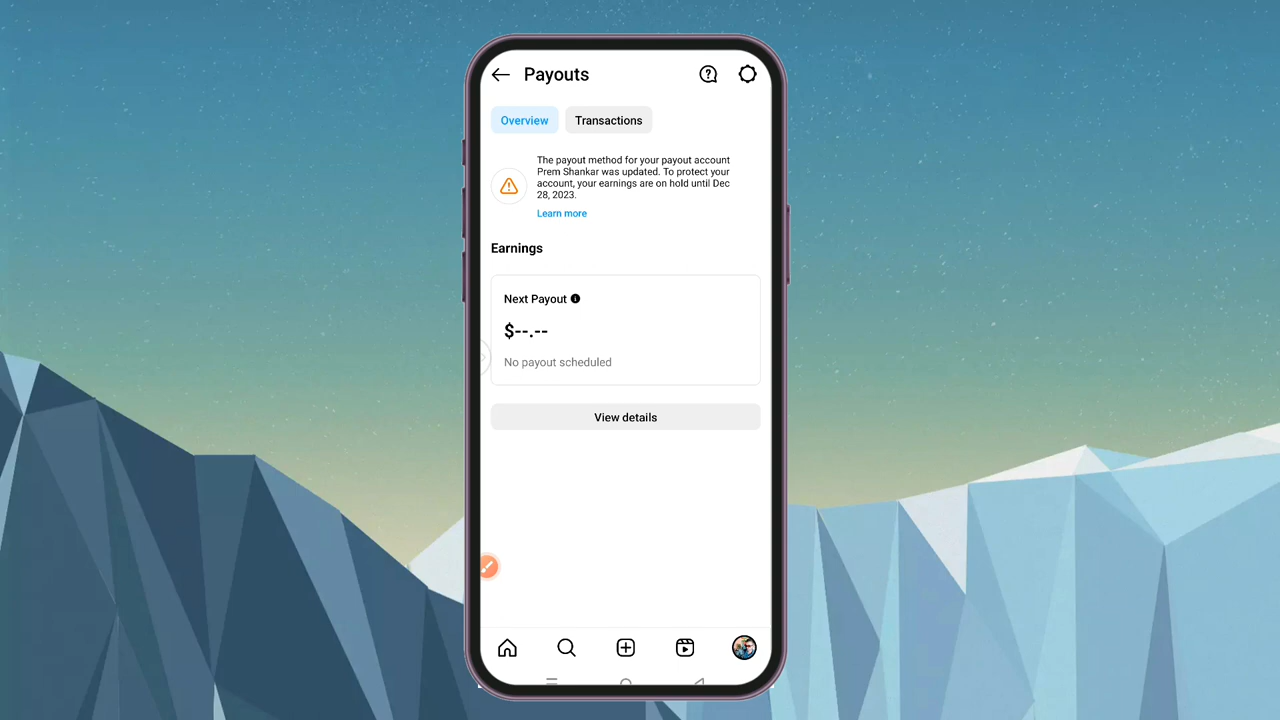 Payouts
Overview
Transactions
The payout method for your payout account
Prem Shankar was updated. To protect your
account, your earnings are on hold until Dec
28, 2023.
Learn more
Earnings
Next Payout
$--.--
No payout scheduled
View details